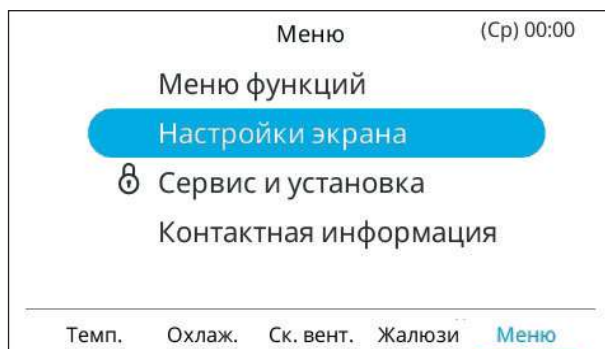 Меню (Ср) 00:00
Меню функций
Настройки экрана
Сервис и установка
Контактная информация
Темп. Охлаж. Ск. вент. Жалюзи Меню